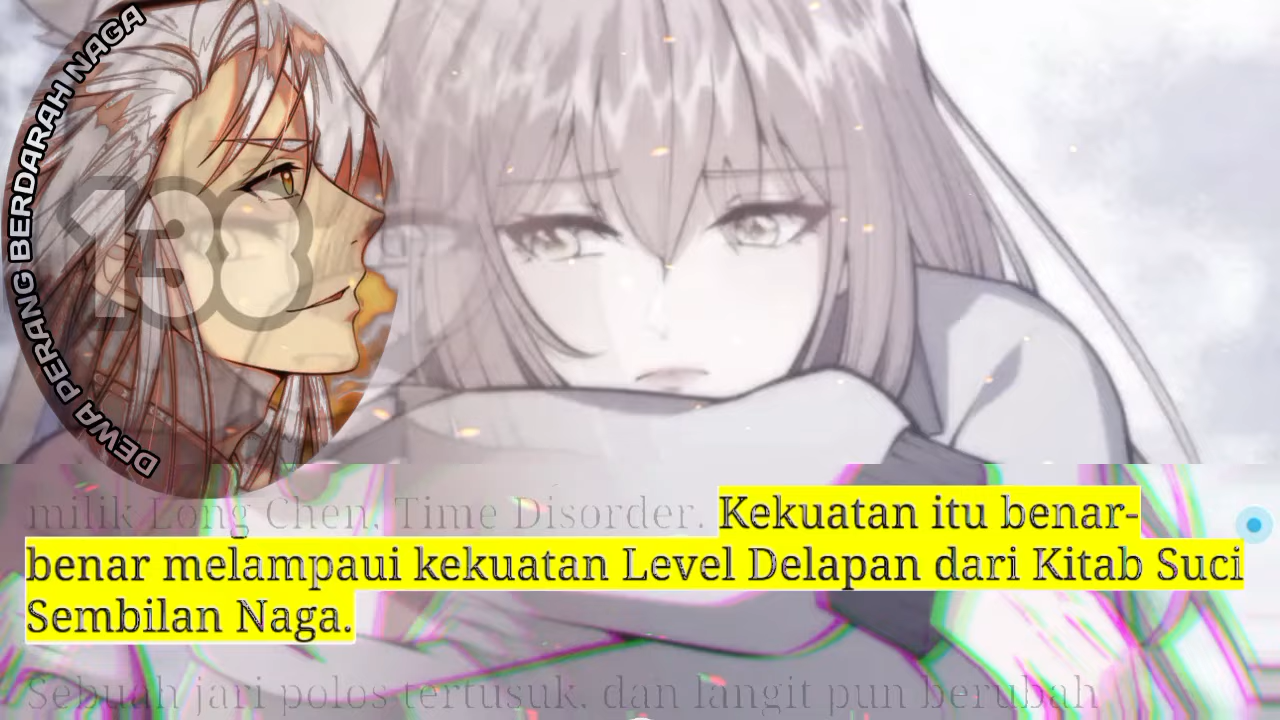 DEWA PERANG BERDARAH NAGA
138
milik Long Chen, Time Disorder. Kekuatan itu benar-
benar melampaui kekuatan Level Delapan dari Kitab Suci
Sembilan Naga.
Sebuah jari polos tertusuk, dan langit pun berubah